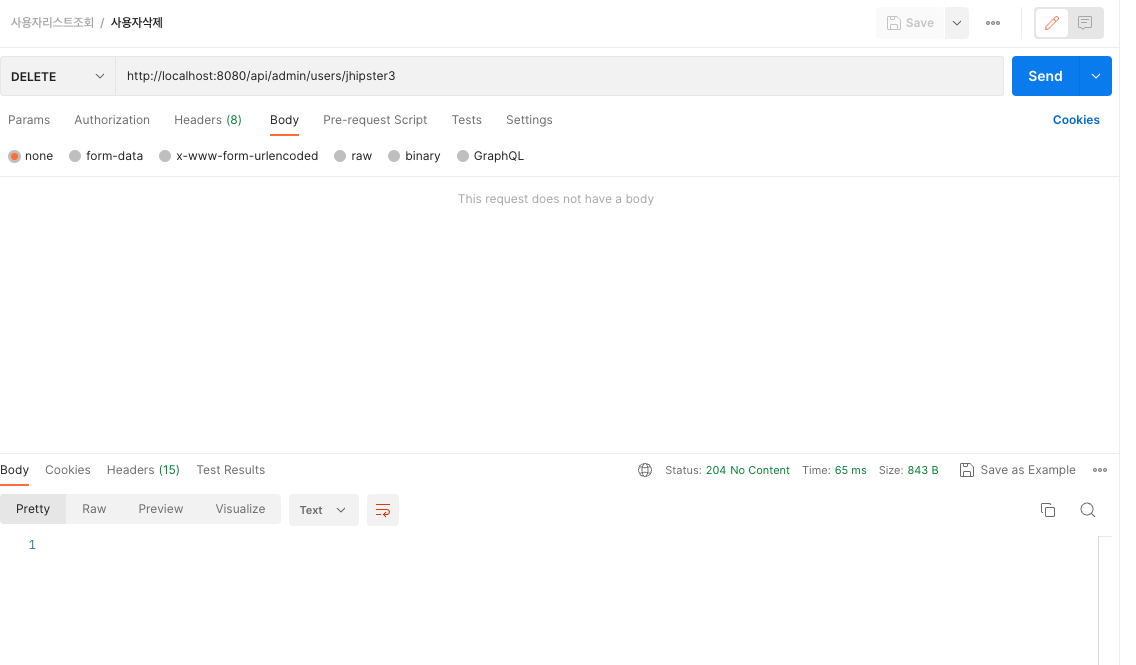 사용자리스트조회 / 사용자삭제 Save
DELETE http://localhost:8080/api/admin/users/jhipster3 Send
Params Authorization Headers (8) Body Pre-request Script Tests Settings Cookies
none form-data x-www-form-urlencoded raw binary GraphQL
This request does not have a body
Body Cookies Headers (15) Test Results Status: 204 No Content Time: 65 ms Size: 843 B Save as Example
Pretty Raw Preview Visualize Text
1